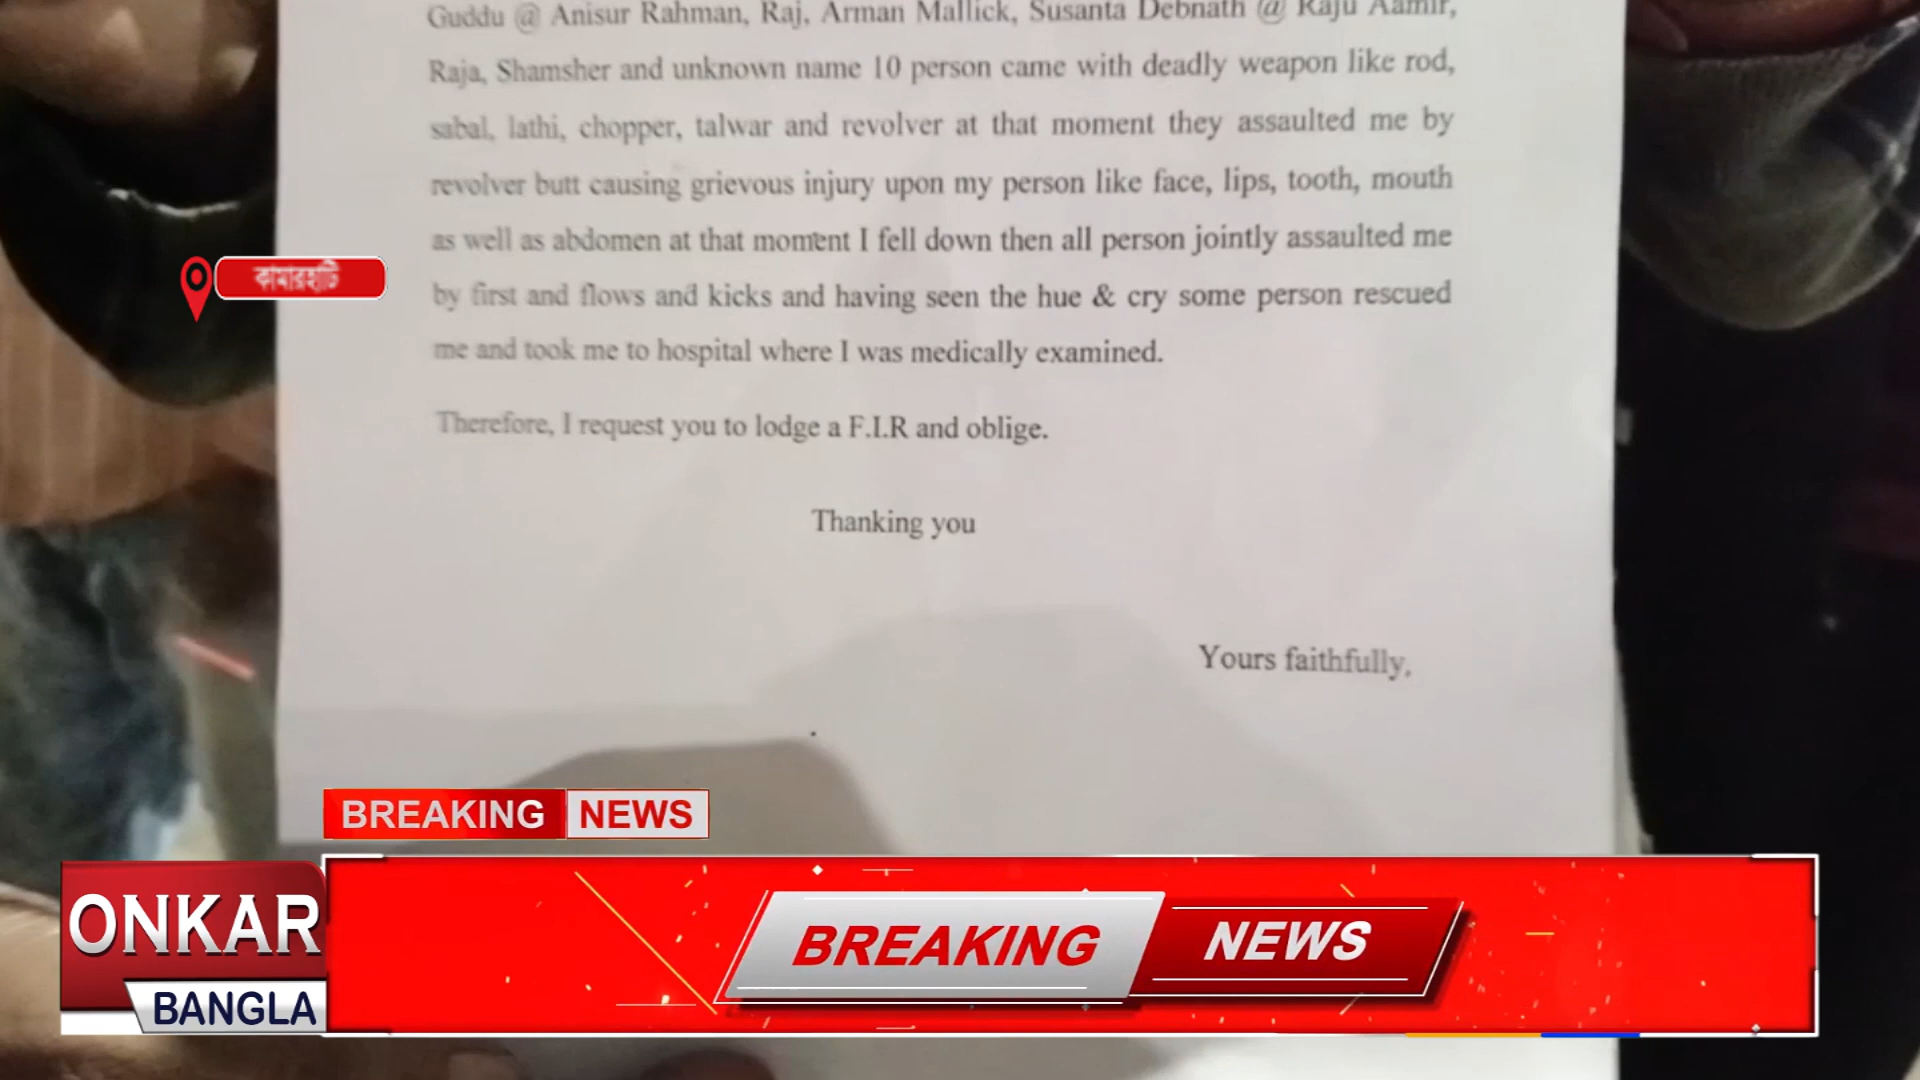 Guddu @ Anisur Rahman, Raj, Arman Mallick, Susanta Debnath @ Raju Aamir,
Raja, Shamsher and unknown name 10 person came with deadly weapon like rod,
sabal, lathi, chopper, talwar and revolver at that moment they assaulted me by
revolver butt causing grievous injury upon my person like face, lips, tooth, mouth
as well as abdomen at that moment I fell down then all person jointly assaulted me
by first and flows and kicks and having seen the hue & cry some person rescued
me and took me to hospital where I was medically examined.
Therefore, I request you to lodge a F.I.R and oblige.
Thanking you
Yours faithfully,
BREAKING NEWS
ONKAR
BANGLA
BREAKING NEWS